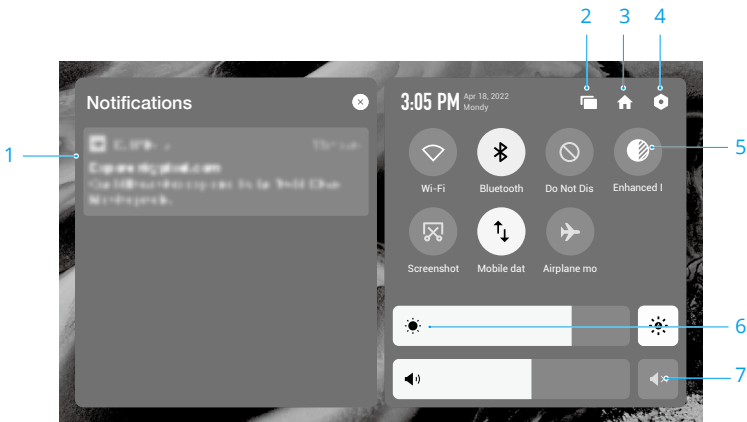 2 3 4
Notifications
3:05 PM
Apr 18, 2022
Mondy
1
5
Wi-Fi
Bluetooth
Do Not Dis
Enhanced I
Screenshot
Mobile dat
Airplane mo
6
7